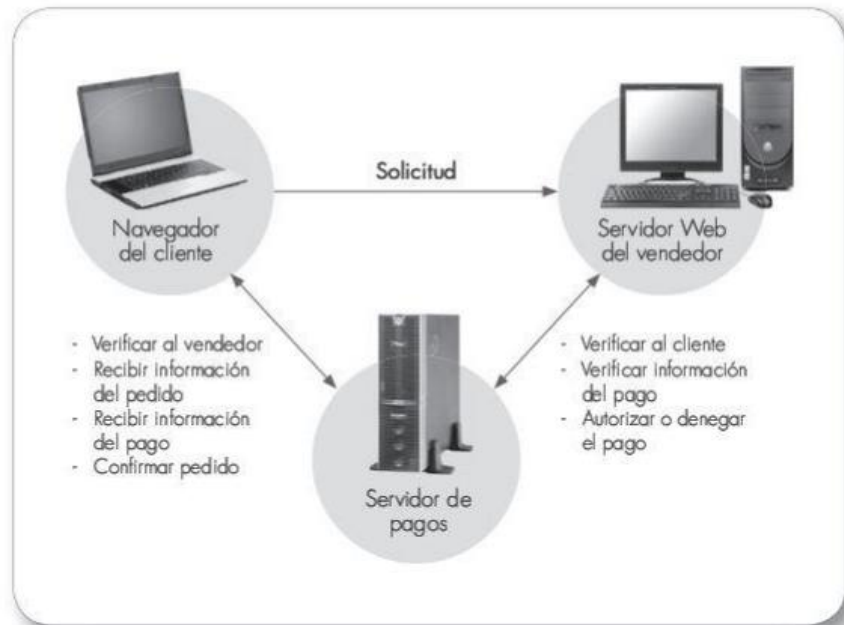 Solicitud
Navegador
del cliente
Servidor Web
del vendedor
- Verificar al vendedor
- Recibir información
del pedido
- Recibir información
del pago
- Confirmar pedido
- Verificar al cliente
- Verificar información
del pago
- Autorizar o denegar
el pago
Servidor de
pagos